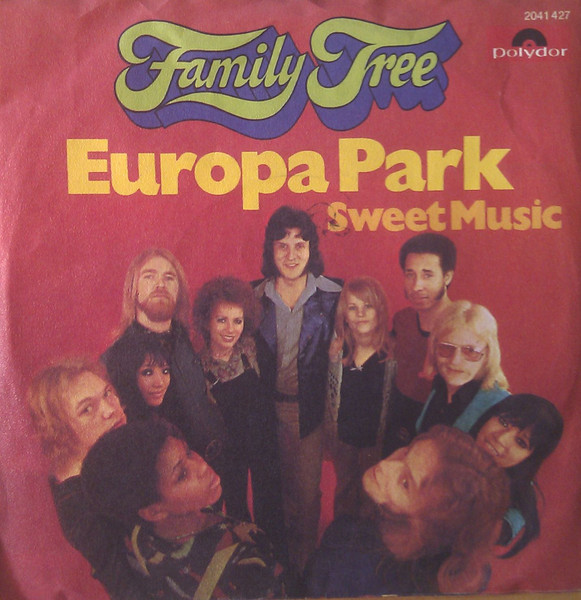 2041 427
polydor
Family Tree
Europa Park
Sweet Music